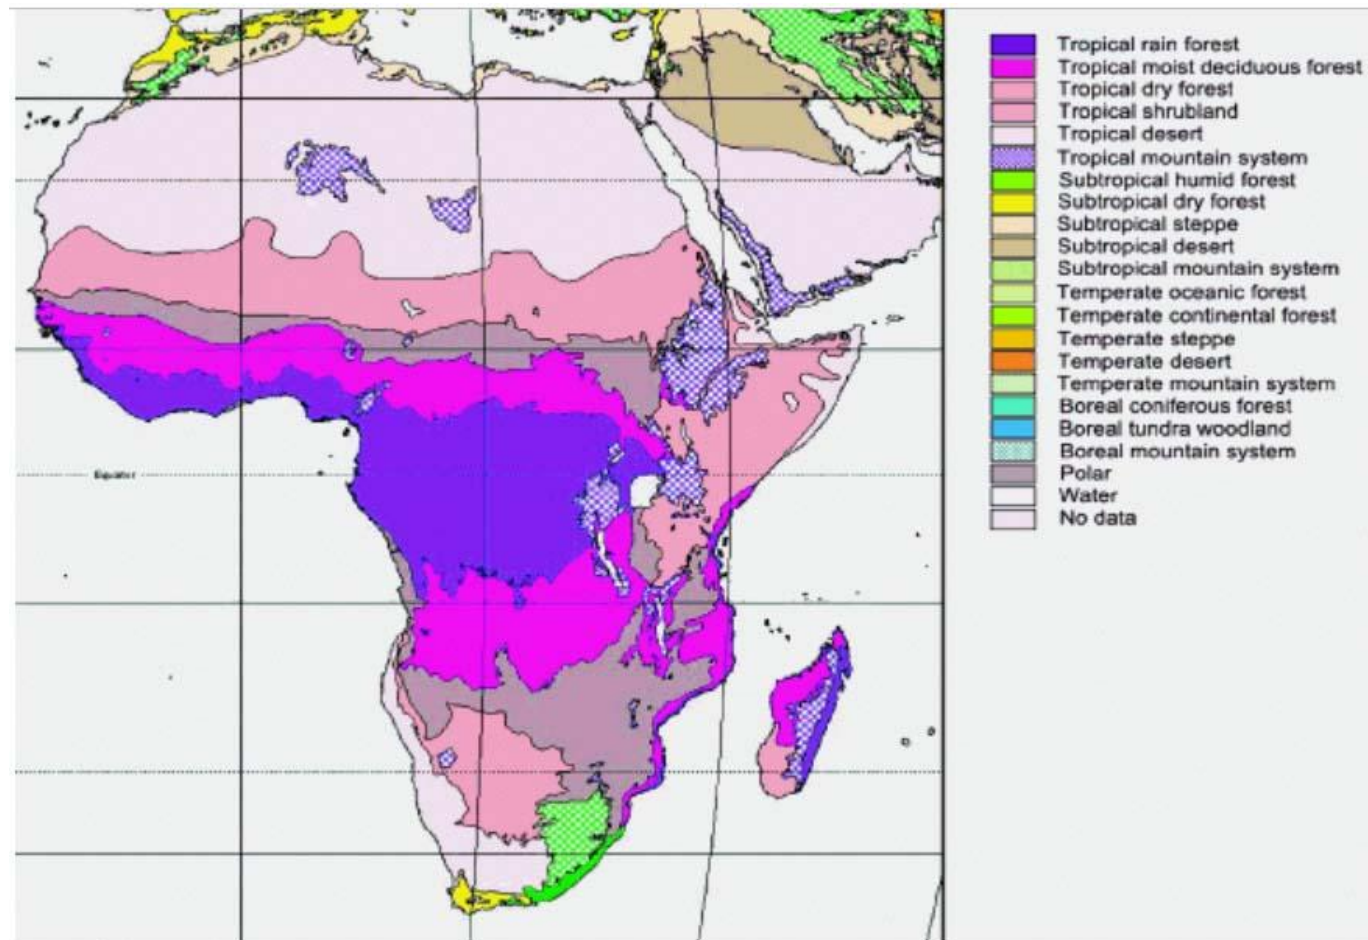 Tropical rain forest
Tropical moist deciduous forest
Tropical dry forest
Tropical shrubland
Tropical desert
Tropical mountain system
Subtropical humid forest
Subtropical dry forest
Subtropical steppe
Subtropical desert
Subtropical mountain system
Temperate oceanic forest
Temperate continental forest
Temperate steppe
Temperate desert
Temperate mountain system
Boreal coniferous forest
Boreal tundra woodland
Boreal mountain system
Polar
Water
No data
Equator